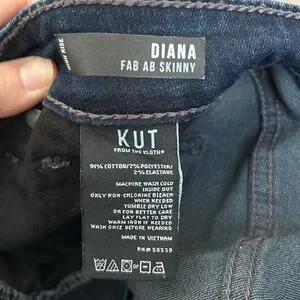 HIGH RISE
DIANA
FAB AB SKINNY
KUT
FROM THE KLOTH®
91% COTTON/7% POLYESTER/
2% ELASTANE
MACHINE WASH COLD
INSIDE OUT
ONLY NON-CHLORINE BLEACH
WHEN NEEDED
TUMBLE DRY LOW
OR FOR BETTER CARE
LAY FLAT TO DRY
WARM IRON IF NEEDED
WASH ONCE BEFORE WEARING
MADE IN VIETNAM
RN# 58539